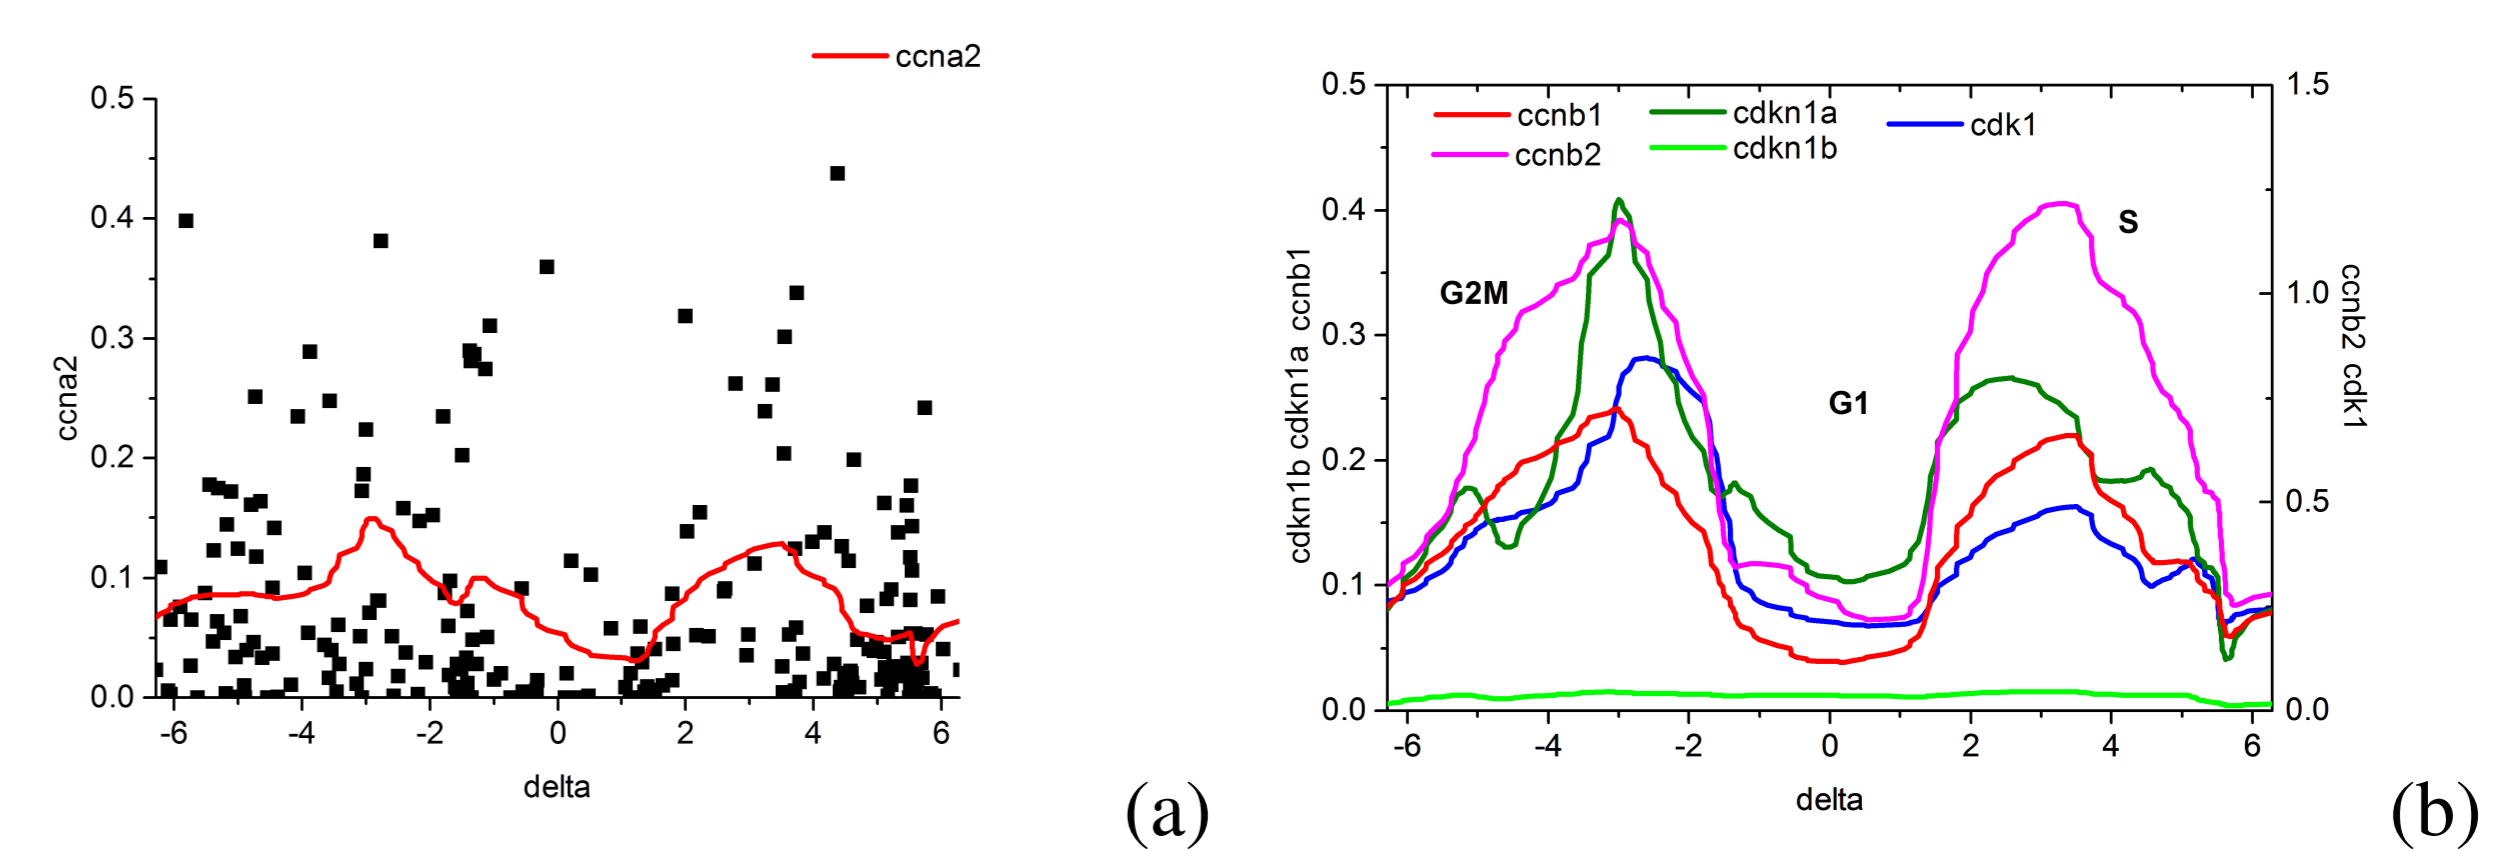 ccna2
0.5
0.4
0.3
0.2
0.1
0.0
ccna2
-6 -4 -2 0 2 4 6
delta
(a)
0.5
0.4
0.3
0.2
0.1
0.0
cdkn1b cdkn1a ccnb1
ccnb1 cdkn1a cdk1
ccnb2 cdkn1b
G2M
G1
S
1.5
1.0
0.5
0.0
ccnb2 cdk1
-6 -4 -2 0 2 4 6
delta
(b)